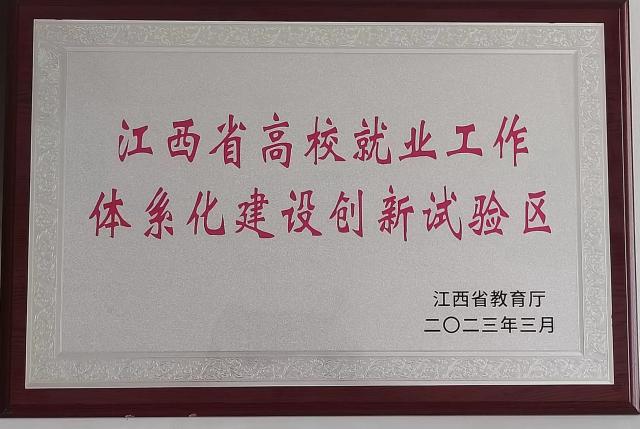 江西省高校就业工作
体系化建设创新试验区
江西省教育厅
二〇二三年三月